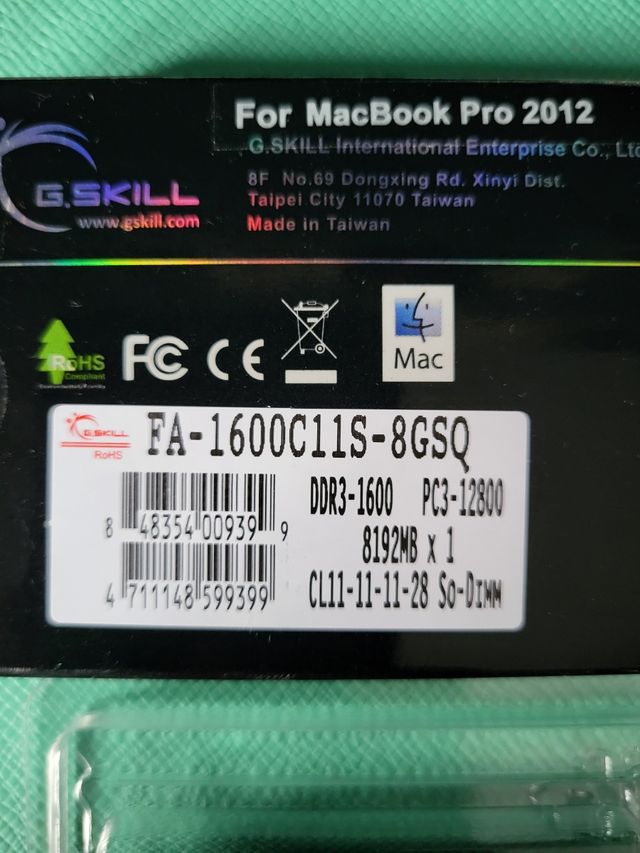 For MacBook Pro 2012
G.SKILL International Enterprise Co., Ltd
8F No.69 Dongxing Rd. Xinyi Dist.
Taipei City 11070 Taiwan
Made in Taiwan
G.SKILL
www.gskill.com
RoHS
Compliant
FC
CE
Mac
G.SKILL
RoHS
FA-1600C11S-8GSQ
DDR3-1600 PC3-12800
8192MB x 1
CL11-11-11-28 So-Dimm
8 48354 00939 9
4 711148 599399